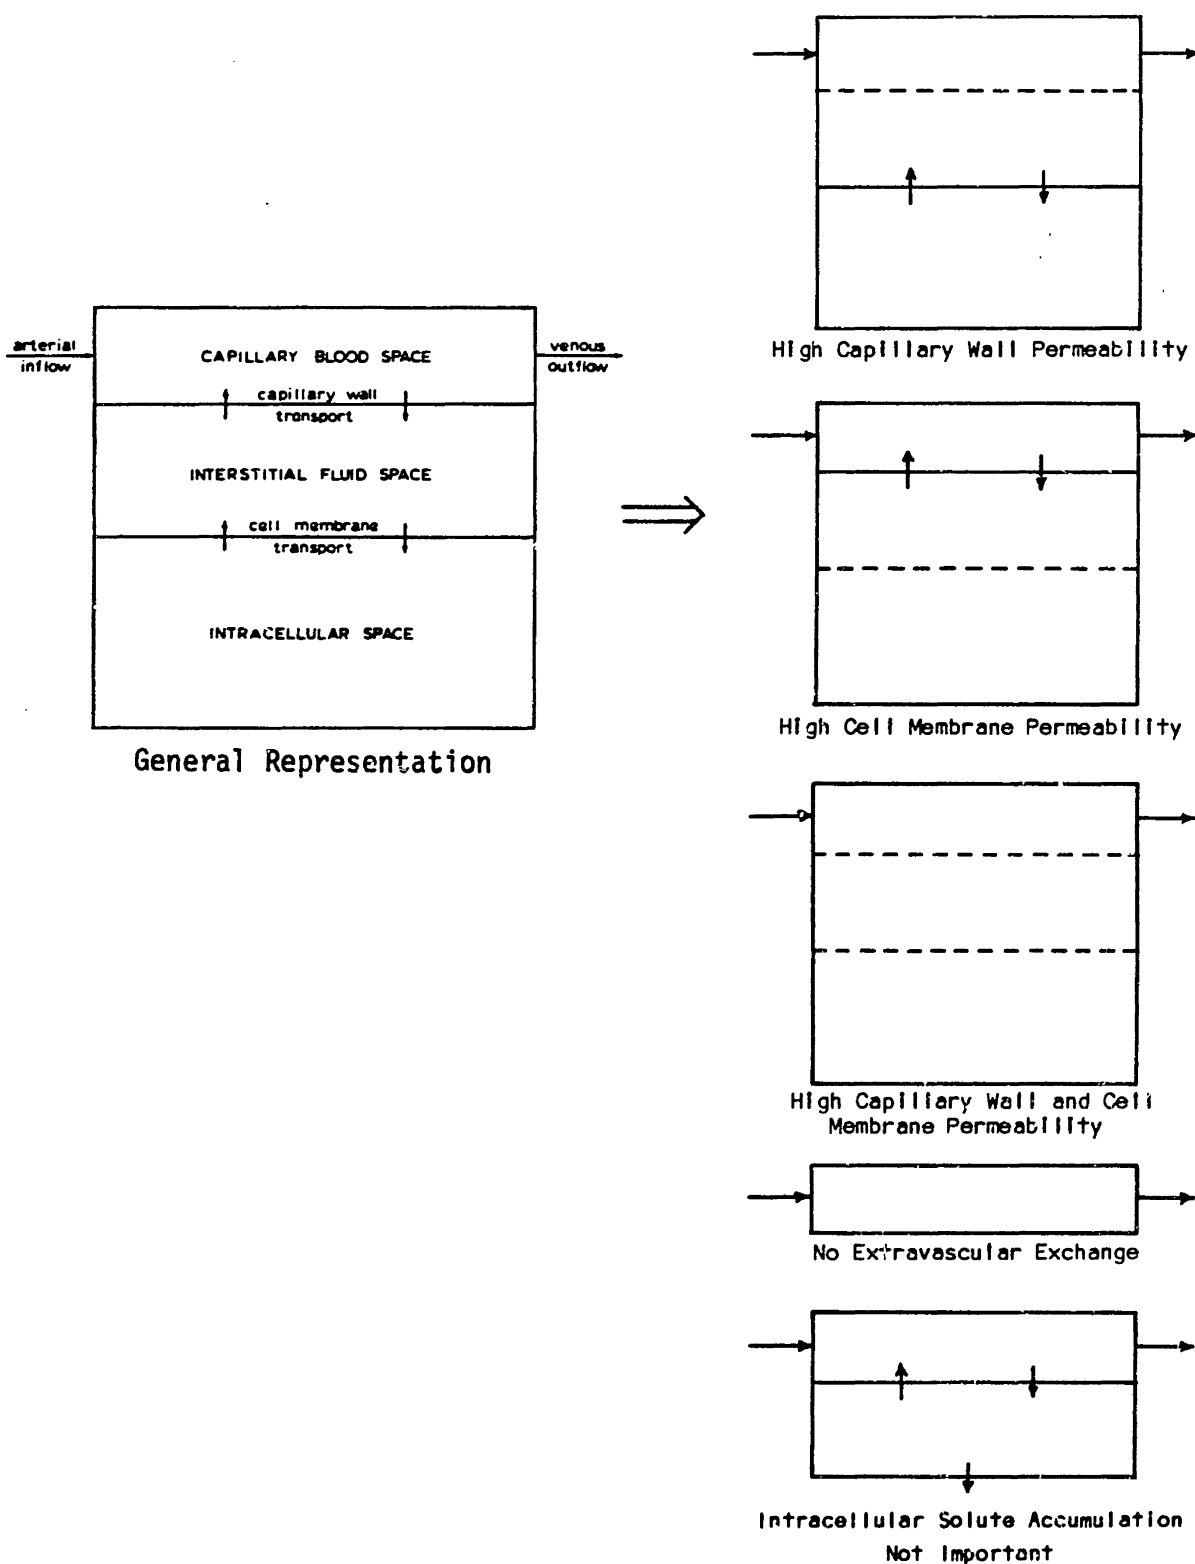 arterial
inflow
CAPILLARY BLOOD SPACE
venous
outflow
capillary wall
transport
INTERSTITIAL FLUID SPACE
cell membrane
transport
INTRACELLULAR SPACE
General Representation
High Capillary Wall Permeability
High Cell Membrane Permeability
High Capillary Wall and Cell
Membrane Permeability
No Extravascular Exchange
Intracellular Solute Accumulation
Not Important